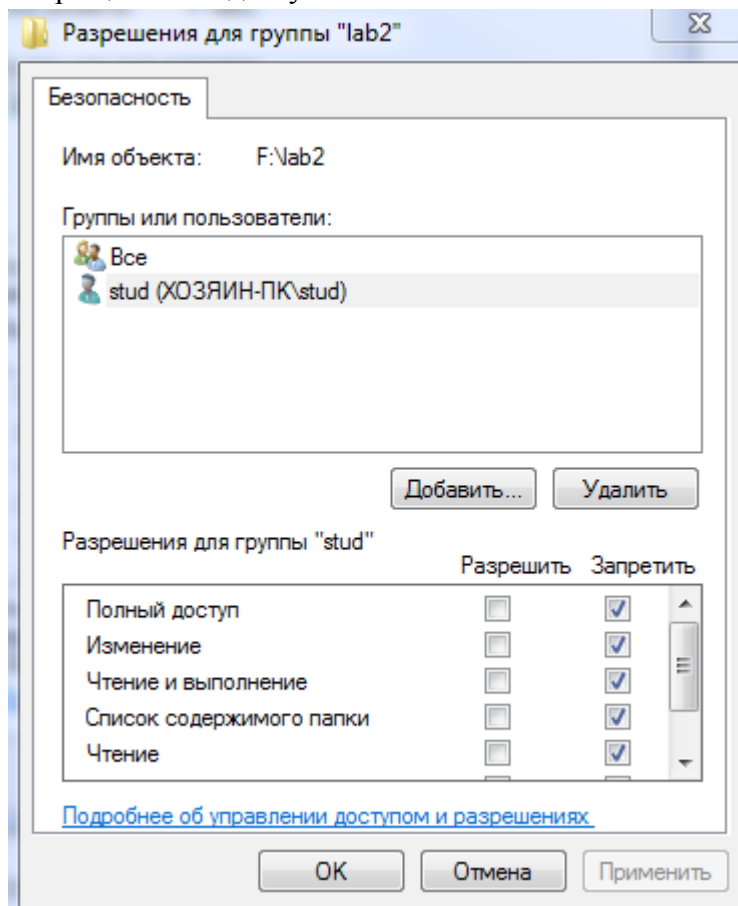 Разрешения для группы "lab2"
Безопасность
Имя объекта: F:\lab2
Группы или пользователи:
Все
stud (ХОЗЯИН-ПК\stud)
Добавить... Удалить
Разрешения для группы "stud"
Разрешить Запретить
Полный доступ
Изменение
Чтение и выполнение
Список содержимого папки
Чтение
Подробнее об управлении доступом и разрешениях
ОК Отмена Применить